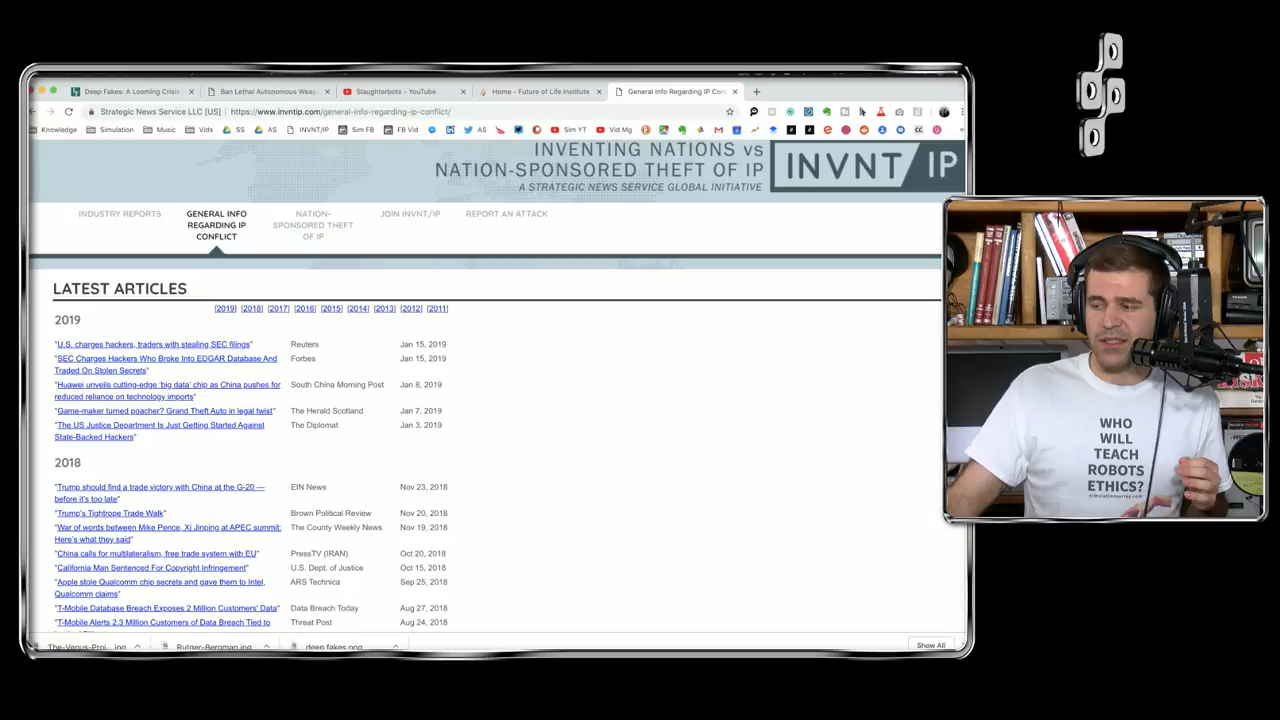 Deep Fakes: A Looming Crisis
Ban Lethal Autonomous Weap
Slaughterbots - YouTube
Home - Future of Life Institute
General Info Regarding IP Con
Strategic News Service LLC [US] | https://www.invntip.com/general-info-regarding-ip-conflict/
Knowledge
Simulation
Music
Vids
SS
AS
INVNT/IP
Sim FB
FB Vid
AS
Sim YT
Vid Mg
INVENTING NATIONS vs
NATION-SPONSORED THEFT OF IP
A STRATEGIC NEWS SERVICE GLOBAL INITIATIVE
INVNT/IP
INDUSTRY REPORTS
GENERAL INFO
REGARDING IP
CONFLICT
NATION-
SPONSORED THEFT
OF IP
JOIN INVNT/IP
REPORT AN ATTACK
LATEST ARTICLES
[2019] [2018] [2017] [2016] [2015] [2014] [2013] [2012] [2011]
2019
"U.S. charges hackers, traders with stealing SEC filings" Reuters Jan 15, 2019
"SEC Charges Hackers Who Broke Into EDGAR Database And Forbes Jan 15, 2019
Traded On Stolen Secrets"
"Huawei unveils cutting-edge 'big data' chip as China pushes for South China Morning Post Jan 8, 2019
reduced reliance on technology imports"
"Game-maker turned poacher? Grand Theft Auto in legal twist" The Herald Scotland Jan 7, 2019
"The US Justice Department Is Just Getting Started Against The Diplomat Jan 3, 2019
State-Backed Hackers"
2018
"Trump should find a trade victory with China at the G-20 — EIN News Nov 23, 2018
before it's too late"
"Trump's Tightrope Trade Walk" Brown Political Review Nov 20, 2018
"War of words between Mike Pence, Xi Jinping at APEC summit: The County Weekly News Nov 19, 2018
Here's what they said"
"China calls for multilateralism, free trade system with EU" PressTV (IRAN) Oct 20, 2018
"California Man Sentenced For Copyright Infringement" U.S. Dept. of Justice Oct 15, 2018
"Apple stole Qualcomm chip secrets and gave them to Intel, ARS Technica Sep 25, 2018
Qualcomm claims"
"T-Mobile Database Breach Exposes 2 Million Customers' Data" Data Breach Today Aug 27, 2018
"T-Mobile Alerts 2.3 Million Customers of Data Breach Tied to Threat Post Aug 24, 2018
The-Venus-Proj....jpg
Rutger-Bergman.jpg
deep fakes.png
Show All
WHO
WILL
TEACH
ROBOTS
ETHICS?
simulationseries.com